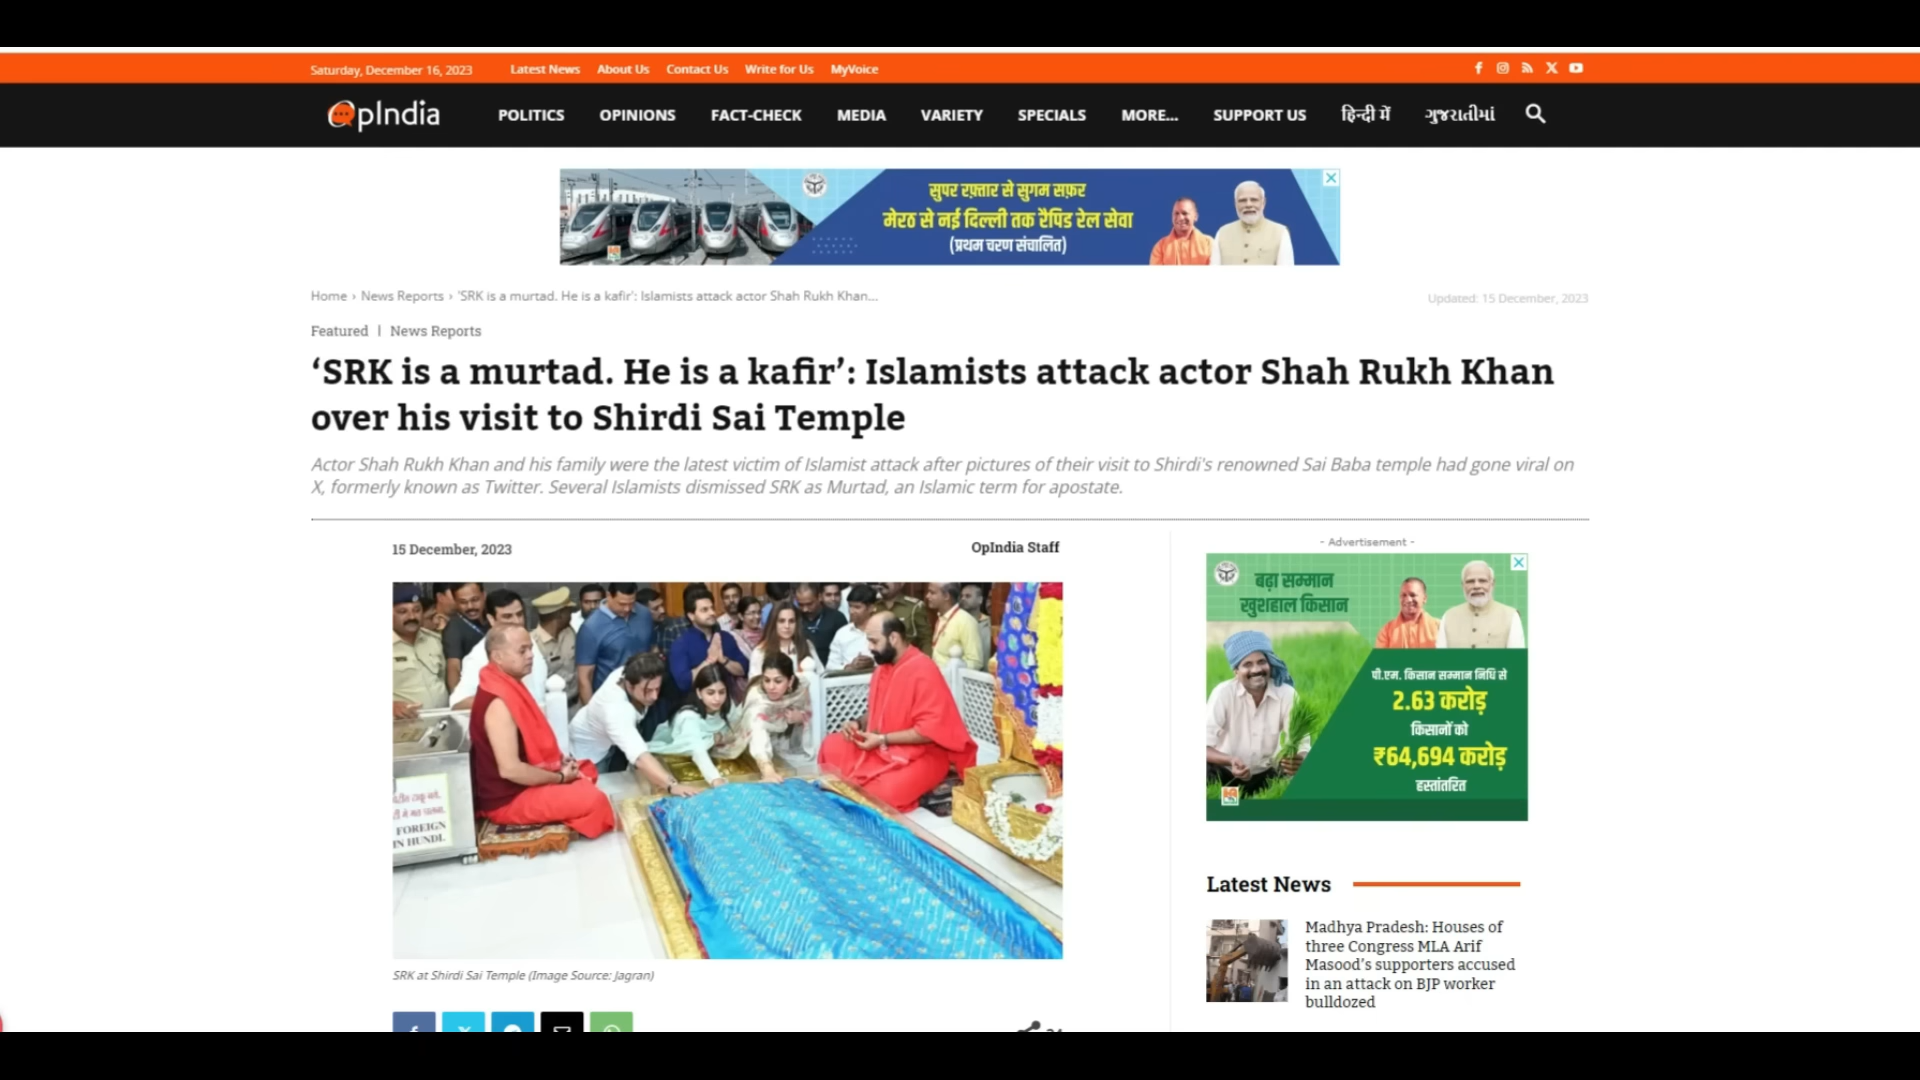 Saturday, December 16, 2023
Latest News
About Us
Contact Us
Write for Us
MyVoice
OpIndia
POLITICS
OPINIONS
FACT-CHECK
MEDIA
VARIETY
SPECIALS
MORE...
SUPPORT US
हिन्दी में
ગુજરાતીમાં
सुपर रफ़्तार से सुगम सफ़र
मेरठ से नई दिल्ली तक रैपिड रेल सेवा
(प्रथम चरण संचालित)
Home › News Reports › 'SRK is a murtad. He is a kafir': Islamists attack actor Shah Rukh Khan...
Updated: 15 December, 2023
Featured | News Reports
‘SRK is a murtad. He is a kafir’: Islamists attack actor Shah Rukh Khan
over his visit to Shirdi Sai Temple
Actor Shah Rukh Khan and his family were the latest victim of Islamist attack after pictures of their visit to Shirdi's renowned Sai Baba temple had gone viral on
X, formerly known as Twitter. Several Islamists dismissed SRK as Murtad, an Islamic term for apostate.
15 December, 2023
OpIndia Staff
FOREIGN
IN HUNDI.
SRK at Shirdi Sai Temple (Image Source: Jagran)
- Advertisement -
बढ़ा सम्मान
खुशहाल किसान
पी.एम. किसान सम्मान निधि से
2.63 करोड़
किसानों को
₹64,694 करोड़
हस्तांतरित
Latest News
Madhya Pradesh: Houses of
three Congress MLA Arif
Masood’s supporters accused
in an attack on BJP worker
bulldozed